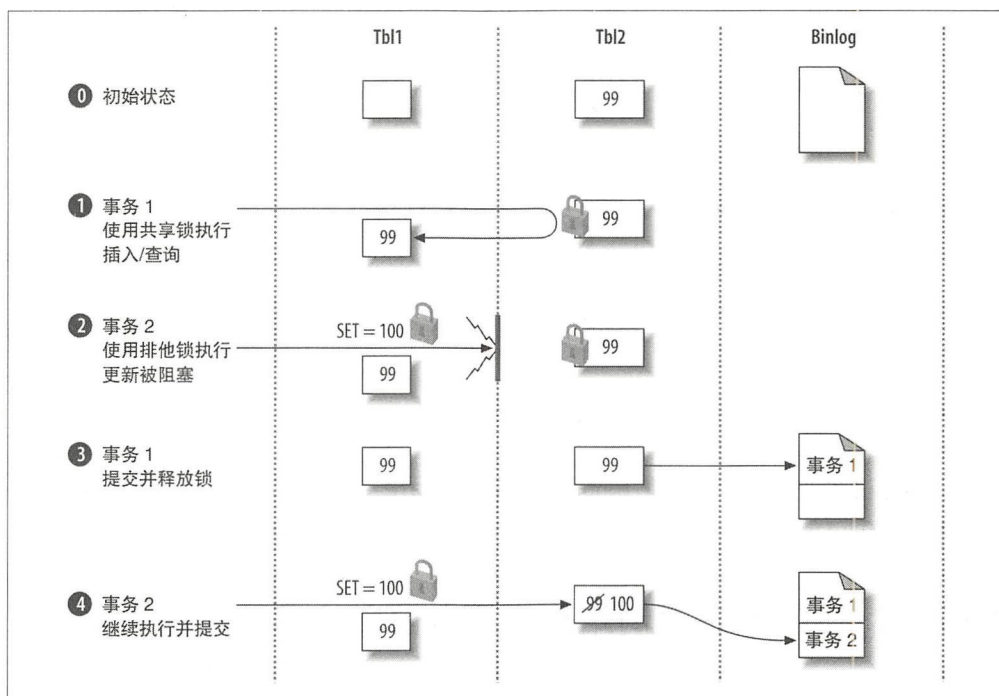 Tbl1 Tbl2 Binlog
0 初始状态
99
1 事务 1
使用共享锁执行
插入/查询
99
99
2 事务 2
使用排他锁执行
更新被阻塞
SET = 100
99
99
3 事务 1
提交并释放锁
99
99
事务 1
4 事务 2
继续执行并提交
SET = 100
99
99 100
事务 1
事务 2